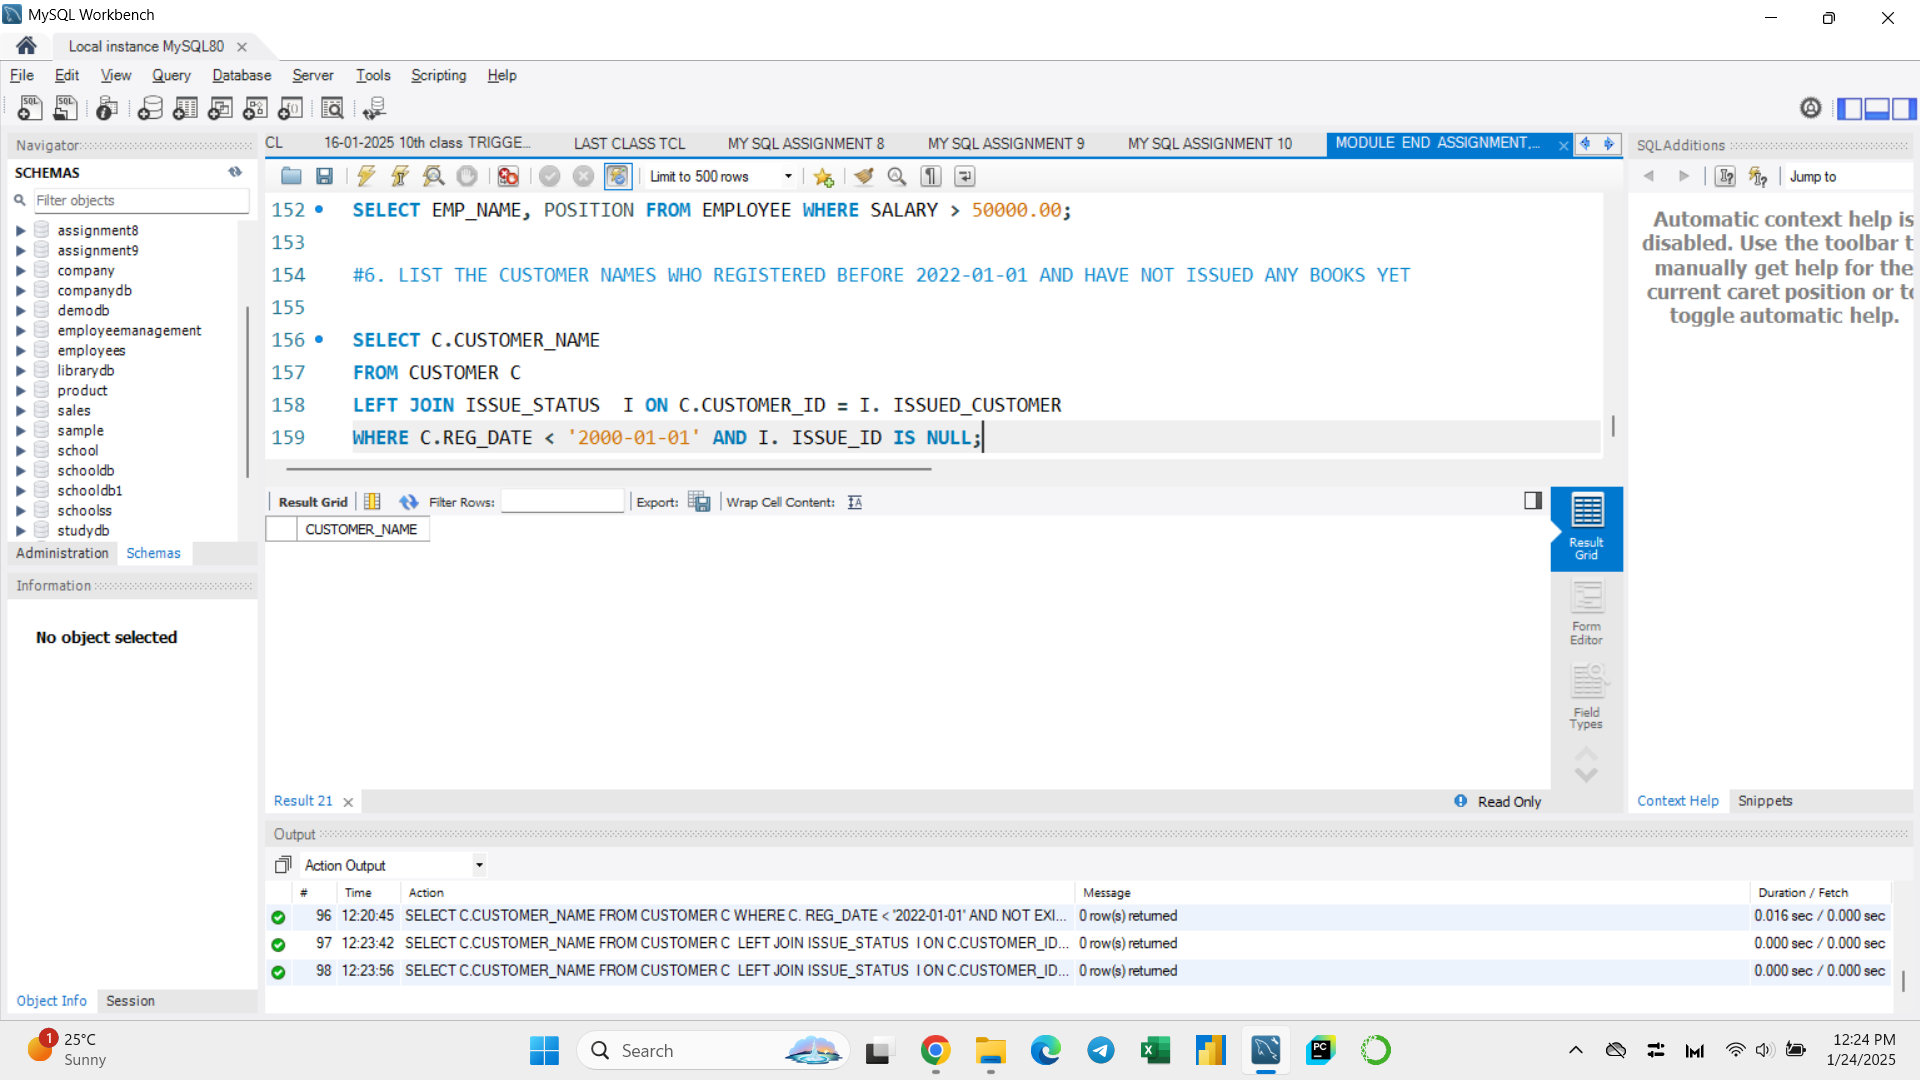 MySQL Workbench
Local instance MySQL80
File Edit View Query Database Server Tools Scripting Help
Navigator
SCHEMAS
Filter objects
assignment8
assignment9
company
companydb
demodb
employeemanagement
employees
librarydb
product
sales
sample
school
schooldb
schooldb1
schoolss
studydb
Administration Schemas
Information
No object selected
Object Info Session
CL 16-01-2025 10th class TRIGGE... LAST CLASS TCL MY SQL ASSIGNMENT 8 MY SQL ASSIGNMENT 9 MY SQL ASSIGNMENT 10 MODULE END ASSIGNMENT,...
Limit to 500 rows
152 SELECT EMP_NAME, POSITION FROM EMPLOYEE WHERE SALARY > 50000.00;
153
154 #6. LIST THE CUSTOMER NAMES WHO REGISTERED BEFORE 2022-01-01 AND HAVE NOT ISSUED ANY BOOKS YET
155
156 SELECT C.CUSTOMER_NAME
157 FROM CUSTOMER C
158 LEFT JOIN ISSUE_STATUS  I ON C.CUSTOMER_ID = I. ISSUED_CUSTOMER
159 WHERE C.REG_DATE < '2000-01-01' AND I. ISSUE_ID IS NULL;
Result Grid Filter Rows: Export: Wrap Cell Content:
CUSTOMER_NAME
Result Grid
Form Editor
Field Types
Result 21
Read Only
SQLAdditions
Jump to
Automatic context help is
disabled. Use the toolbar t
manually get help for the
current caret position or to
toggle automatic help.
Context Help Snippets
Output
Action Output
# Time Action Message Duration / Fetch
96 12:20:45 SELECT C.CUSTOMER_NAME FROM CUSTOMER C WHERE C. REG_DATE < '2022-01-01' AND NOT EXI... 0 row(s) returned 0.016 sec / 0.000 sec
97 12:23:42 SELECT C.CUSTOMER_NAME FROM CUSTOMER C  LEFT JOIN ISSUE_STATUS  I ON C.CUSTOMER_ID... 0 row(s) returned 0.000 sec / 0.000 sec
98 12:23:56 SELECT C.CUSTOMER_NAME FROM CUSTOMER C  LEFT JOIN ISSUE_STATUS  I ON C.CUSTOMER_ID... 0 row(s) returned 0.000 sec / 0.000 sec
1
25°C
Sunny
Search
PC
12:24 PM
1/24/2025